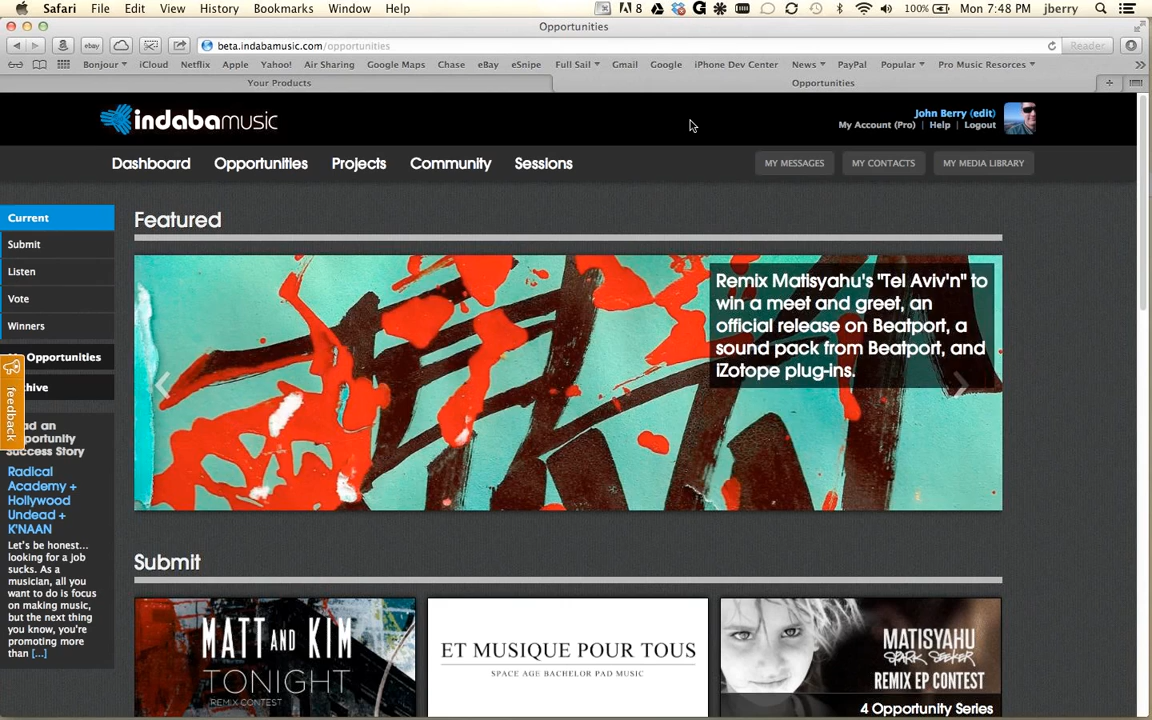 Safari File Edit View History Bookmarks Window Help
8 100% Mon 7:48 PM jberry
Opportunities
ebay beta.indabamusic.com/opportunities Reader
Bonjour iCloud Netflix Apple Yahoo! Air Sharing Google Maps Chase eBay eSnipe Full Sail Gmail Google iPhone Dev Center News PayPal Popular Pro Music Resorces
Your Products Opportunities
indabamusic
John Berry (edit)
My Account (Pro) | Help | Logout
Dashboard Opportunities Projects Community Sessions
MY MESSAGES MY CONTACTS MY MEDIA LIBRARY
Current
Submit
Listen
Vote
Winners
Opportunities
hive
feedback
ad an
pportunity
Success Story
Radical
Academy +
Hollywood
Undead +
K'NAAN
Let's be honest...
looking for a job
sucks. As a
musician, all you
want to do is focus
on making music,
but the next thing
you know, you're
promoting more
than [...]
Featured
Remix Matisyahu's "Tel Aviv'n" to
win a meet and greet, an
official release on Beatport, a
sound pack from Beatport, and
iZotope plug-ins.
Submit
MATT AND KIM
TONIGHT
REMIX CONTEST
ET MUSIQUE POUR TOUS
SPACE AGE BACHELOR PAD MUSIC
MATISYAHU
SPARK SEEKER
REMIX EP CONTEST
4 Opportunity Series